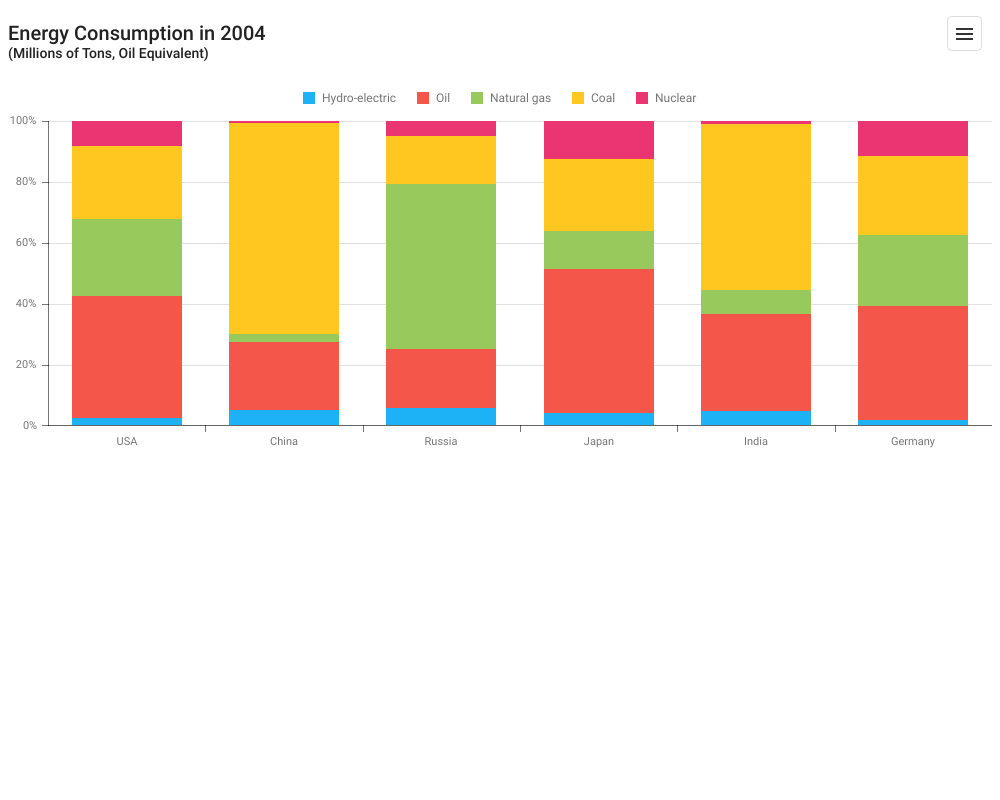 Energy Consumption in 2004
(Millions of Tons, Oil Equivalent)
Hydro-electric Oil Natural gas Coal Nuclear
100%
80%
60%
40%
20%
0%
USA China Russia Japan India Germany